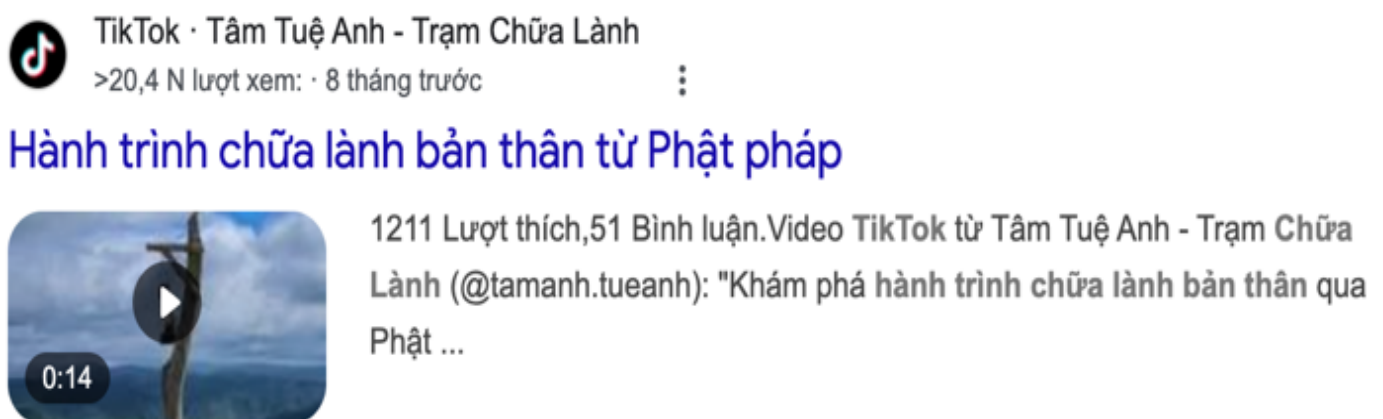 TikTok · Tâm Tuệ Anh - Trạm Chữa Lành
>20,4 N lượt xem: · 8 tháng trước
Hành trình chữa lành bản thân từ Phật pháp
1211 Lượt thích,51 Bình luận.Video TikTok từ Tâm Tuệ Anh - Trạm Chữa
Lành (@tamanh.tueanh): "Khám phá hành trình chữa lành bản thân qua
Phật ...
0:14